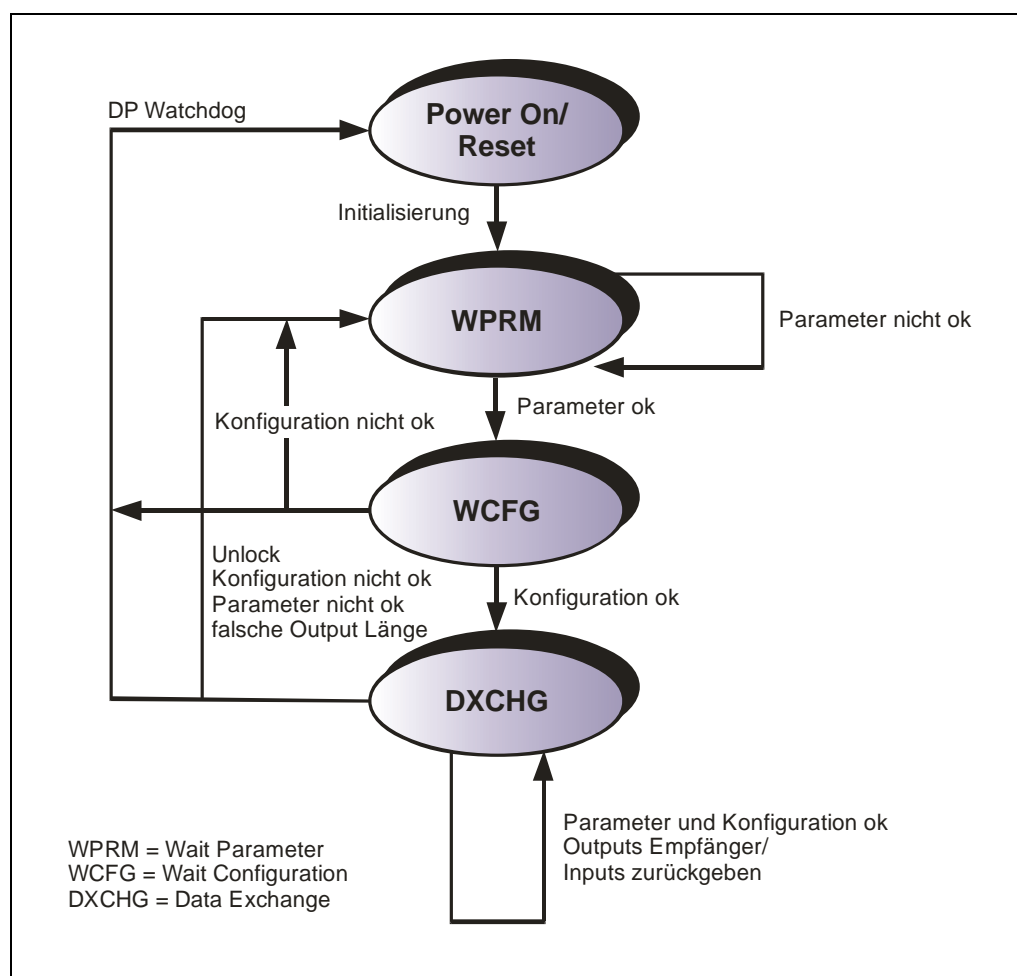 DP Watchdog
Power On/
Reset
Initialisierung
WPRM
Parameter nicht ok
Parameter ok
Konfiguration nicht ok
WCFG
Unlock
Konfiguration nicht ok
Parameter nicht ok
falsche Output Länge
Konfiguration ok
DXCHG
Parameter und Konfiguration ok
Outputs Empfänger/
Inputs zurückgeben
WPRM = Wait Parameter
WCFG = Wait Configuration
DXCHG = Data Exchange